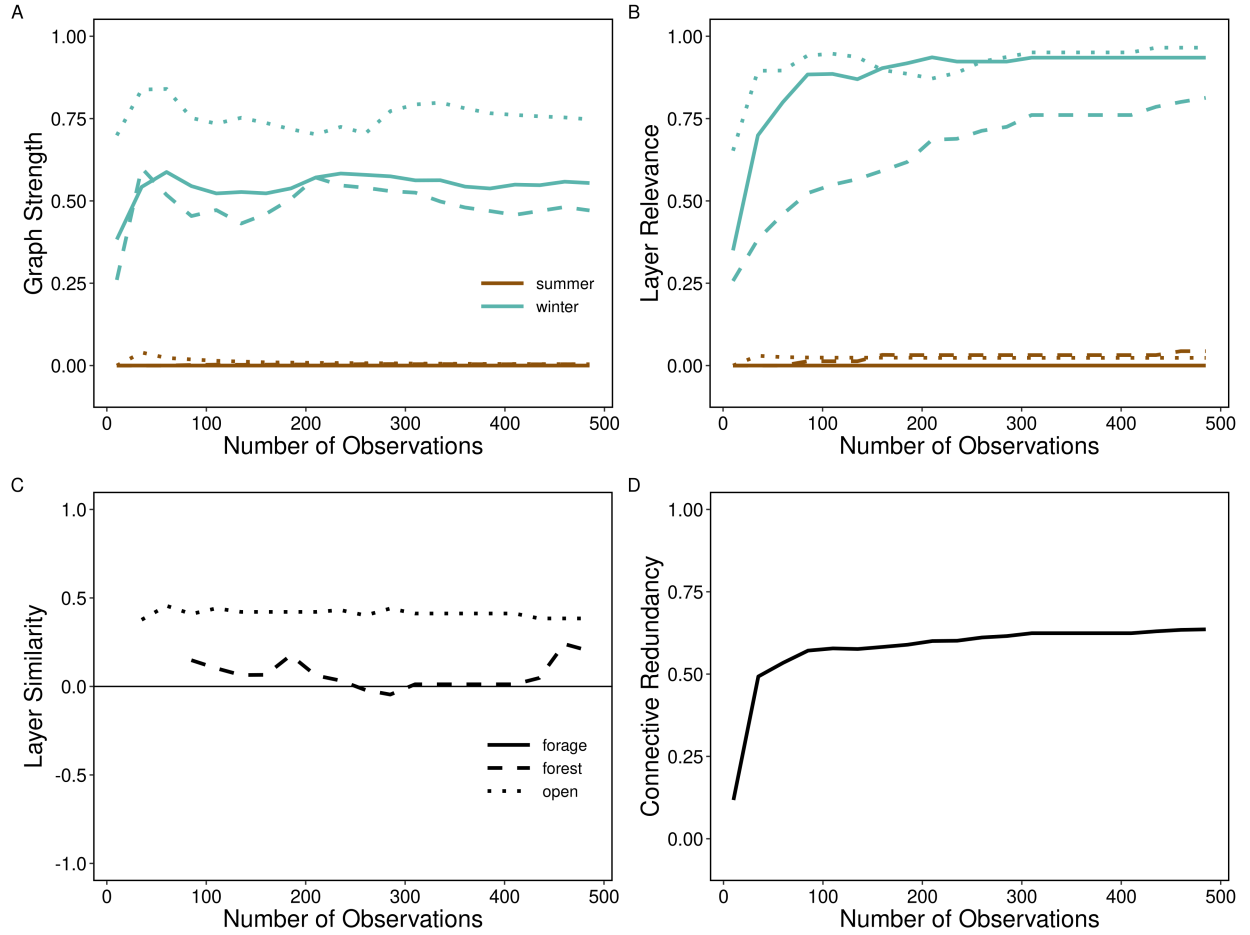 A
Graph Strength
1.00
0.75
0.50
0.25
0.00
summer
winter
0 100 200 300 400 500
Number of Observations
B
Layer Relevance
1.00
0.75
0.50
0.25
0.00
0 100 200 300 400 500
Number of Observations
C
Layer Similarity
1.0
0.5
0.0
-0.5
-1.0
forage
forest
open
0 100 200 300 400 500
Number of Observations
D
Connective Redundancy
1.00
0.75
0.50
0.25
0.00
0 100 200 300 400 500
Number of Observations